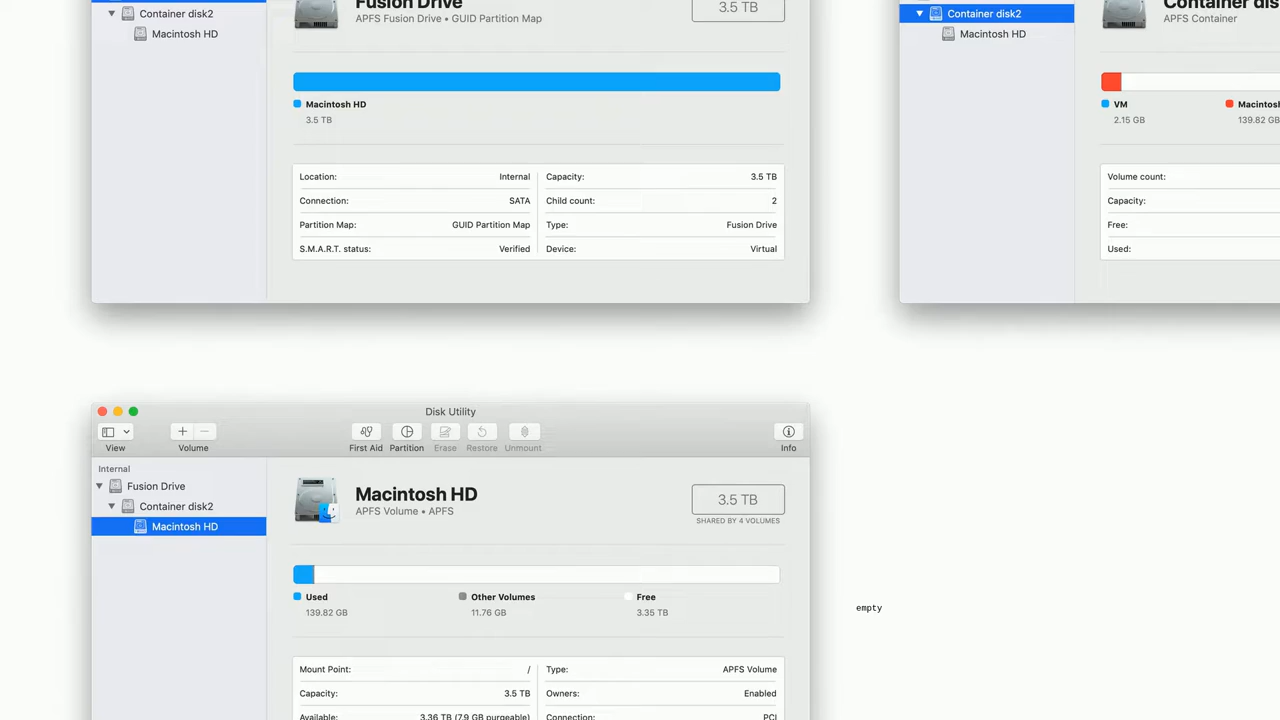 Fusion Drive
Container disk2
APFS Fusion Drive • GUID Partition Map
3.5 TB
Macintosh HD
Macintosh HD
3.5 TB
Location: Internal
Capacity: 3.5 TB
Connection: SATA
Child count: 2
Partition Map: GUID Partition Map
Type: Fusion Drive
S.M.A.R.T. status: Verified
Device: Virtual
Container disk2
Container dis
APFS Container
Macintosh HD
VM
Macintosh
2.15 GB
139.82 GB
Volume count:
Capacity:
Free:
Used:
Disk Utility
View
Volume
First Aid
Partition
Erase
Restore
Unmount
Info
Internal
Fusion Drive
Container disk2
Macintosh HD
Macintosh HD
APFS Volume • APFS
3.5 TB
SHARED BY 4 VOLUMES
Used
Other Volumes
Free
139.82 GB
11.76 GB
3.35 TB
Mount Point: /
Type: APFS Volume
Capacity: 3.5 TB
Owners: Enabled
Available: 3.36 TB (7.9 GB purgeable)
Connection: PCI
empty